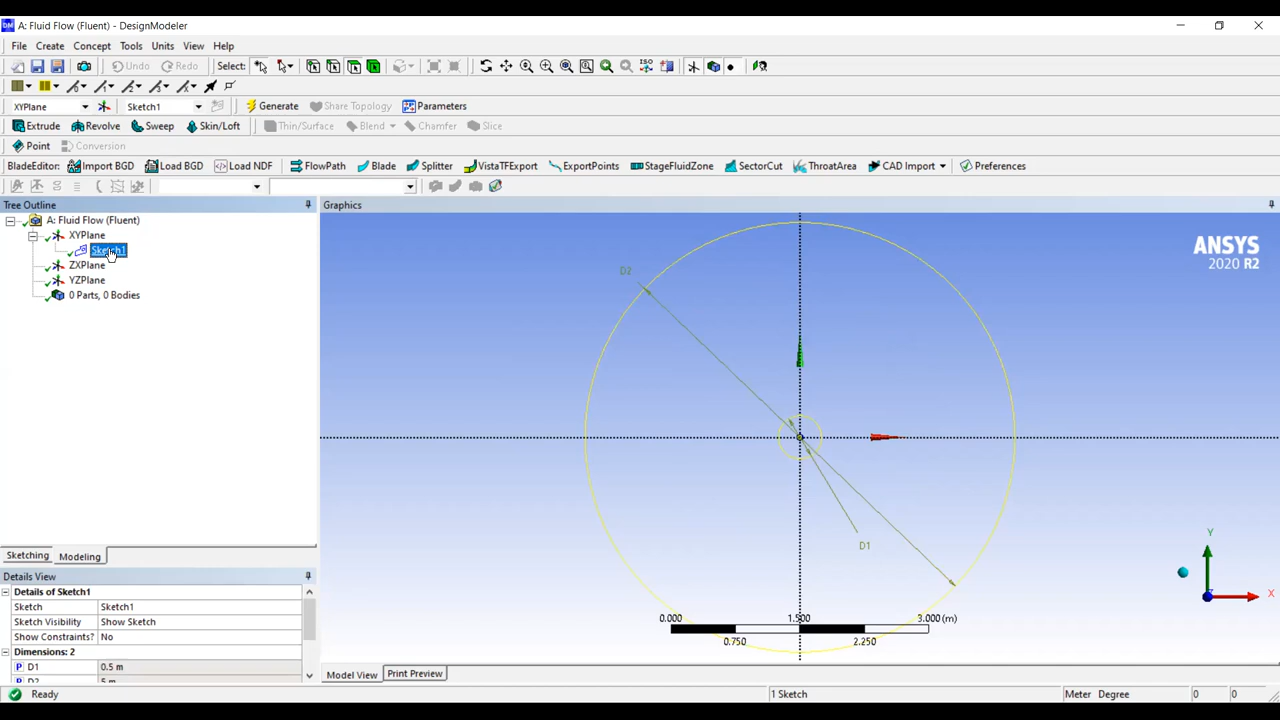 A: Fluid Flow (Fluent) - DesignModeler
File Create Concept Tools Units View Help
Undo Redo Select:
XYPlane Sketch1 Generate Share Topology Parameters
Extrude Revolve Sweep Skin/Loft Thin/Surface Blend Chamfer Slice
Point Conversion
BladeEditor: Import BGD Load BGD Load NDF FlowPath Blade Splitter VistaTFExport ExportPoints StageFluidZone SectorCut ThroatArea CAD Import Preferences
Tree Outline
A: Fluid Flow (Fluent)
XYPlane
Sketch1
ZXPlane
YZPlane
0 Parts, 0 Bodies
Sketching Modeling
Details View
Details of Sketch1
Sketch Sketch1
Sketch Visibility Show Sketch
Show Constraints? No
Dimensions: 2
P D1 0.5 m
P D2 5 m
Graphics
ANSYS
2020 R2
D2
D1
0.000 1.500 3.000 (m)
0.750 2.250
Y
X
Model View Print Preview
Ready 1 Sketch Meter Degree 0 0